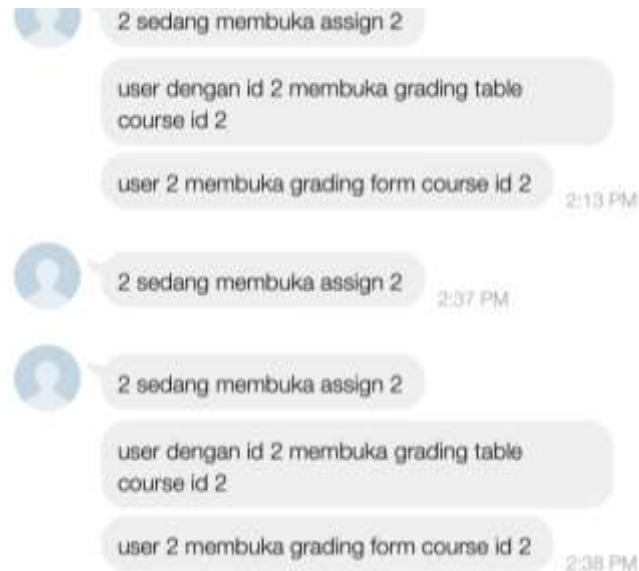 2 sedang membuka assign 2
user dengan id 2 membuka grading table
course id 2
user 2 membuka grading form course id 2
2:13 PM
2 sedang membuka assign 2
2:37 PM
2 sedang membuka assign 2
user dengan id 2 membuka grading table
course id 2
user 2 membuka grading form course id 2
2:38 PM